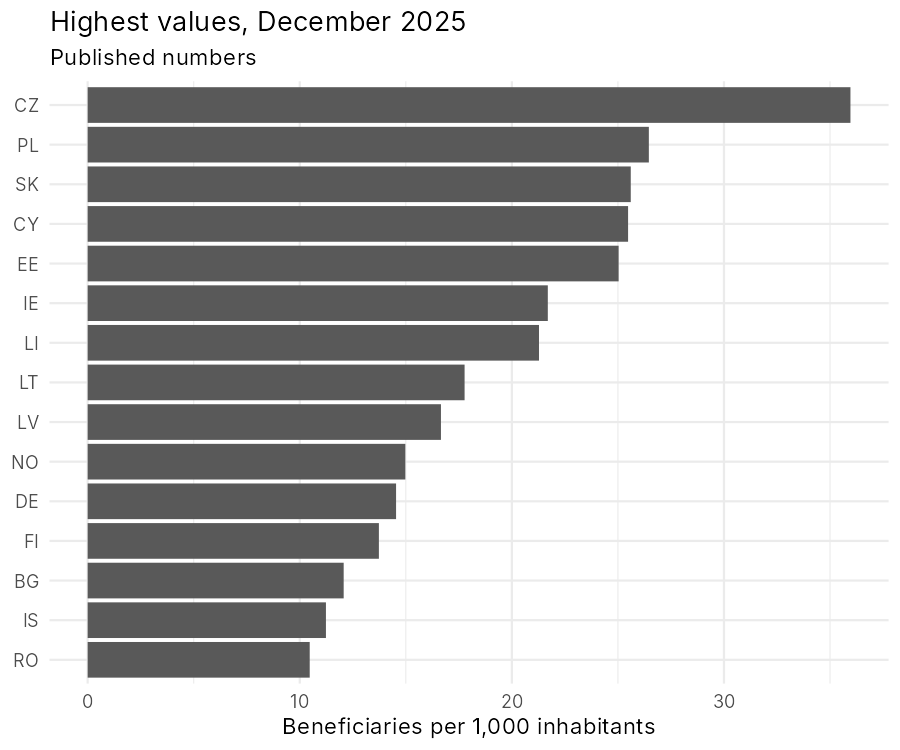 Highest values, December 2025
Published numbers
CZ
PL
SK
CY
EE
IE
LI
LT
LV
NO
DE
FI
BG
IS
RO
0 10 20 30
Beneficiaries per 1,000 inhabitants